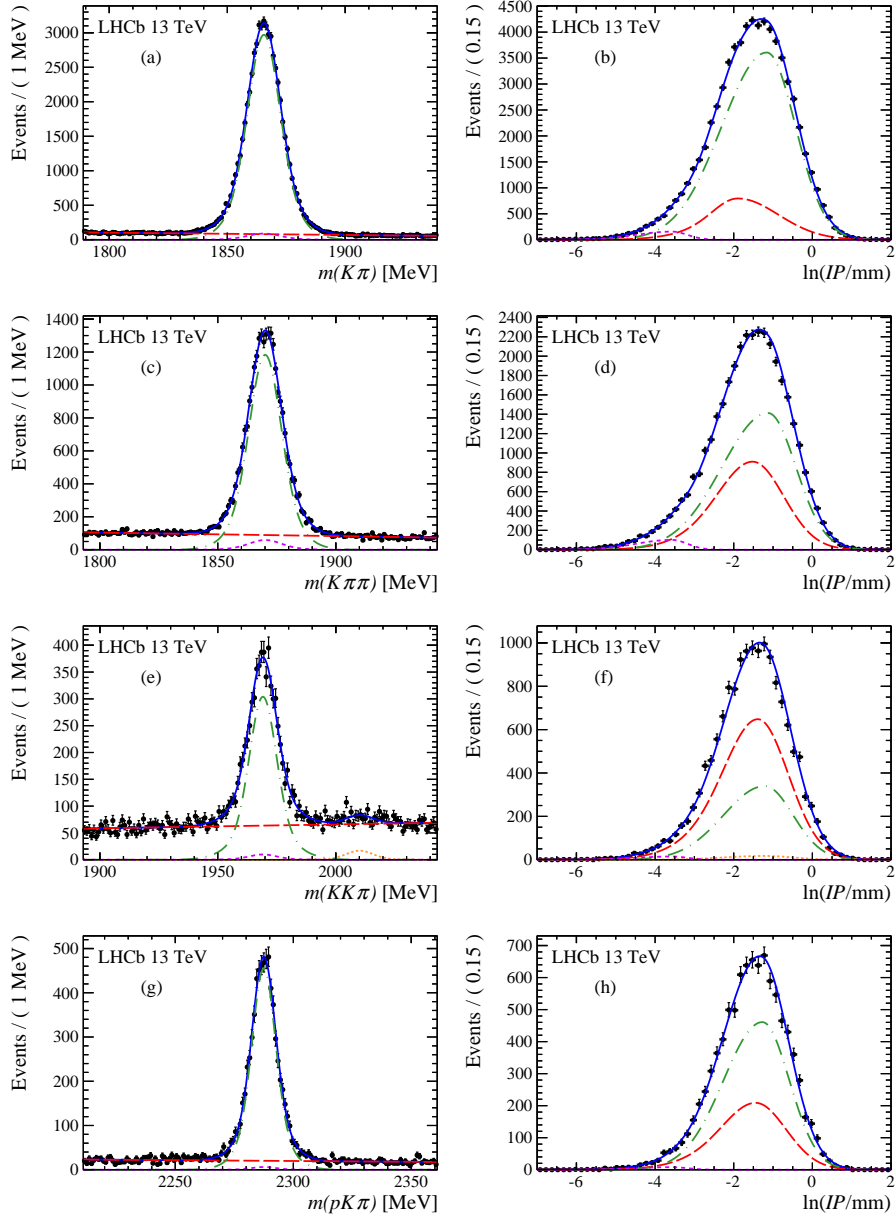 Events / ( 1 MeV )
LHCb 13 TeV
(a)
3000
2500
2000
1500
1000
500
0
1800 1850 1900
m(Kπ) [MeV]
Events / ( 0.15 )
LHCb 13 TeV
(b)
4500
4000
3500
3000
2500
2000
1500
1000
500
0
-6 -4 -2 0 2
ln(IP/mm)
Events / ( 1 MeV )
LHCb 13 TeV
(c)
1400
1200
1000
800
600
400
200
0
1800 1850 1900
m(Kππ) [MeV]
Events / ( 0.15 )
LHCb 13 TeV
(d)
2400
2200
2000
1800
1600
1400
1200
1000
800
600
400
200
0
-6 -4 -2 0 2
ln(IP/mm)
Events / ( 1 MeV )
LHCb 13 TeV
(e)
400
350
300
250
200
150
100
50
0
1900 1950 2000
m(KKπ) [MeV]
Events / ( 0.15 )
LHCb 13 TeV
(f)
1000
800
600
400
200
0
-6 -4 -2 0 2
ln(IP/mm)
Events / ( 1 MeV )
LHCb 13 TeV
(g)
500
400
300
200
100
0
2250 2300 2350
m(pKπ) [MeV]
Events / ( 0.15 )
LHCb 13 TeV
(h)
700
600
500
400
300
200
100
0
-6 -4 -2 0 2
ln(IP/mm)